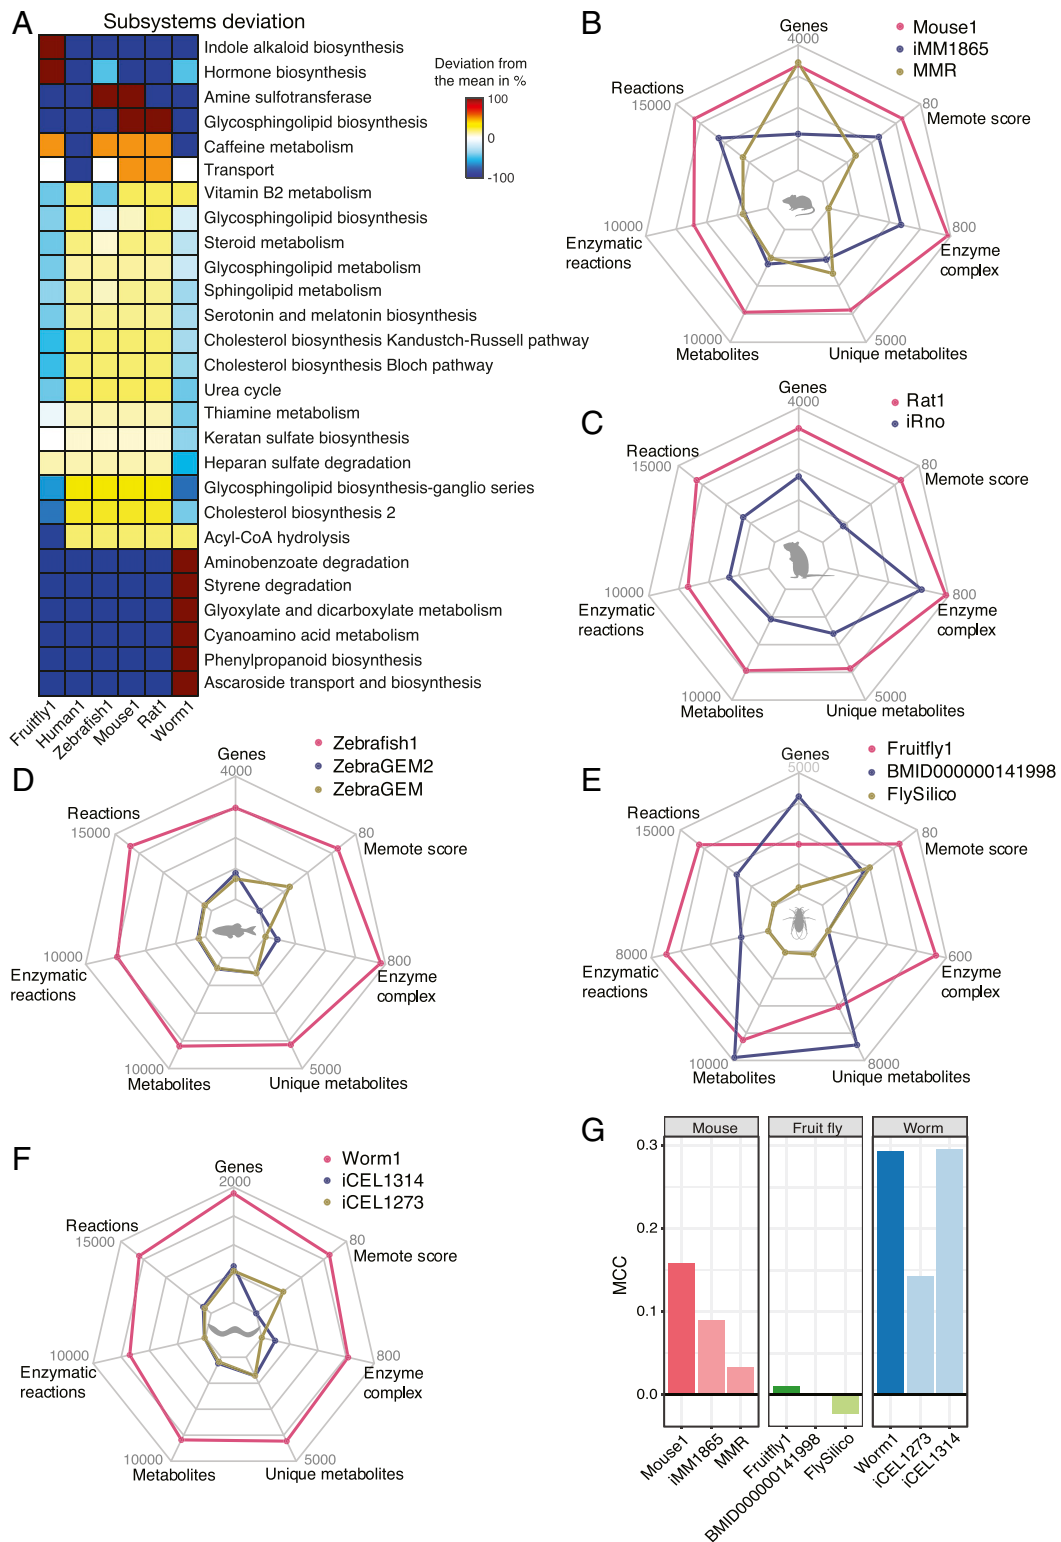 A
Subsystems deviation
Indole alkaloid biosynthesis
Hormone biosynthesis
Amine sulfotransferase
Glycosphingolipid biosynthesis
Caffeine metabolism
Transport
Vitamin B2 metabolism
Glycosphingolipid biosynthesis
Steroid metabolism
Glycosphingolipid metabolism
Sphingolipid metabolism
Serotonin and melatonin biosynthesis
Cholesterol biosynthesis Kandustch-Russell pathway
Cholesterol biosynthesis Bloch pathway
Urea cycle
Thiamine metabolism
Keratan sulfate biosynthesis
Heparan sulfate degradation
Glycosphingolipid biosynthesis-ganglio series
Cholesterol biosynthesis 2
Acyl-CoA hydrolysis
Aminobenzoate degradation
Styrene degradation
Glyoxylate and dicarboxylate metabolism
Cyanoamino acid metabolism
Phenylpropanoid biosynthesis
Ascaroside transport and biosynthesis
Fruitfly1
Human1
Zebrafish1
Mouse1
Rat1
Worm1
Deviation from
the mean in %
100
0
-100
B
Mouse1
iMM1865
MMR
Genes
4000
Reactions
15000
80
Memote score
10000
Enzymatic
reactions
800
Enzyme
complex
10000
Metabolites
5000
Unique metabolites
C
Rat1
iRno
Genes
4000
Reactions
15000
80
Memote score
10000
Enzymatic
reactions
800
Enzyme
complex
10000
Metabolites
5000
Unique metabolites
D
Zebrafish1
ZebraGEM2
ZebraGEM
Genes
4000
Reactions
15000
80
Memote score
10000
Enzymatic
reactions
800
Enzyme
complex
10000
Metabolites
5000
Unique metabolites
E
Fruitfly1
BMID000000141998
FlySilico
Genes
5000
Reactions
15000
80
Memote score
8000
Enzymatic
reactions
600
Enzyme
complex
10000
Metabolites
8000
Unique metabolites
F
Worm1
iCEL1314
iCEL1273
Genes
2000
Reactions
15000
80
Memote score
10000
Enzymatic
reactions
800
Enzyme
complex
10000
Metabolites
5000
Unique metabolites
G
Mouse
Fruit fly
Worm
MCC
0.3
0.2
0.1
0.0
Mouse1
iMM1865
MMR
Fruitfly1
BMID000000141998
FlySilico
Worm1
iCEL1273
iCEL1314